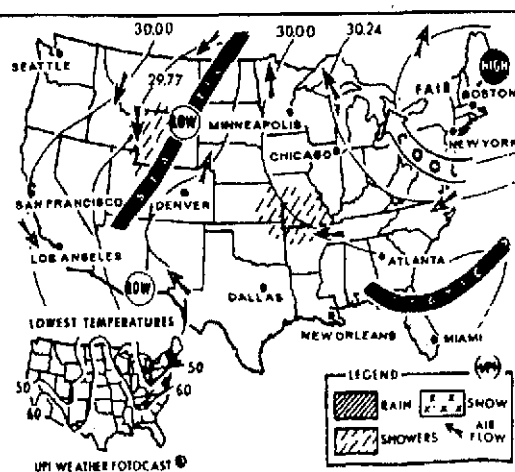 30.00
30.00
30.24
SEATTLE
29.77
HIGH
FAIR
BOSTON
LOW
MINNEAPOLIS
NEW YORK
CHICAGO
COOL
SAN FRANCISCO
DENVER
LOS ANGELES
ATLANTA
LOW
DALLAS
LOWEST TEMPERATURES
NEW ORLEANS
MIAMI
50
60
50
60
LEGEND
UPI
RAIN
SNOW
SHOWERS
AIR
FLOW
UPI WEATHER FOTOCAST ©